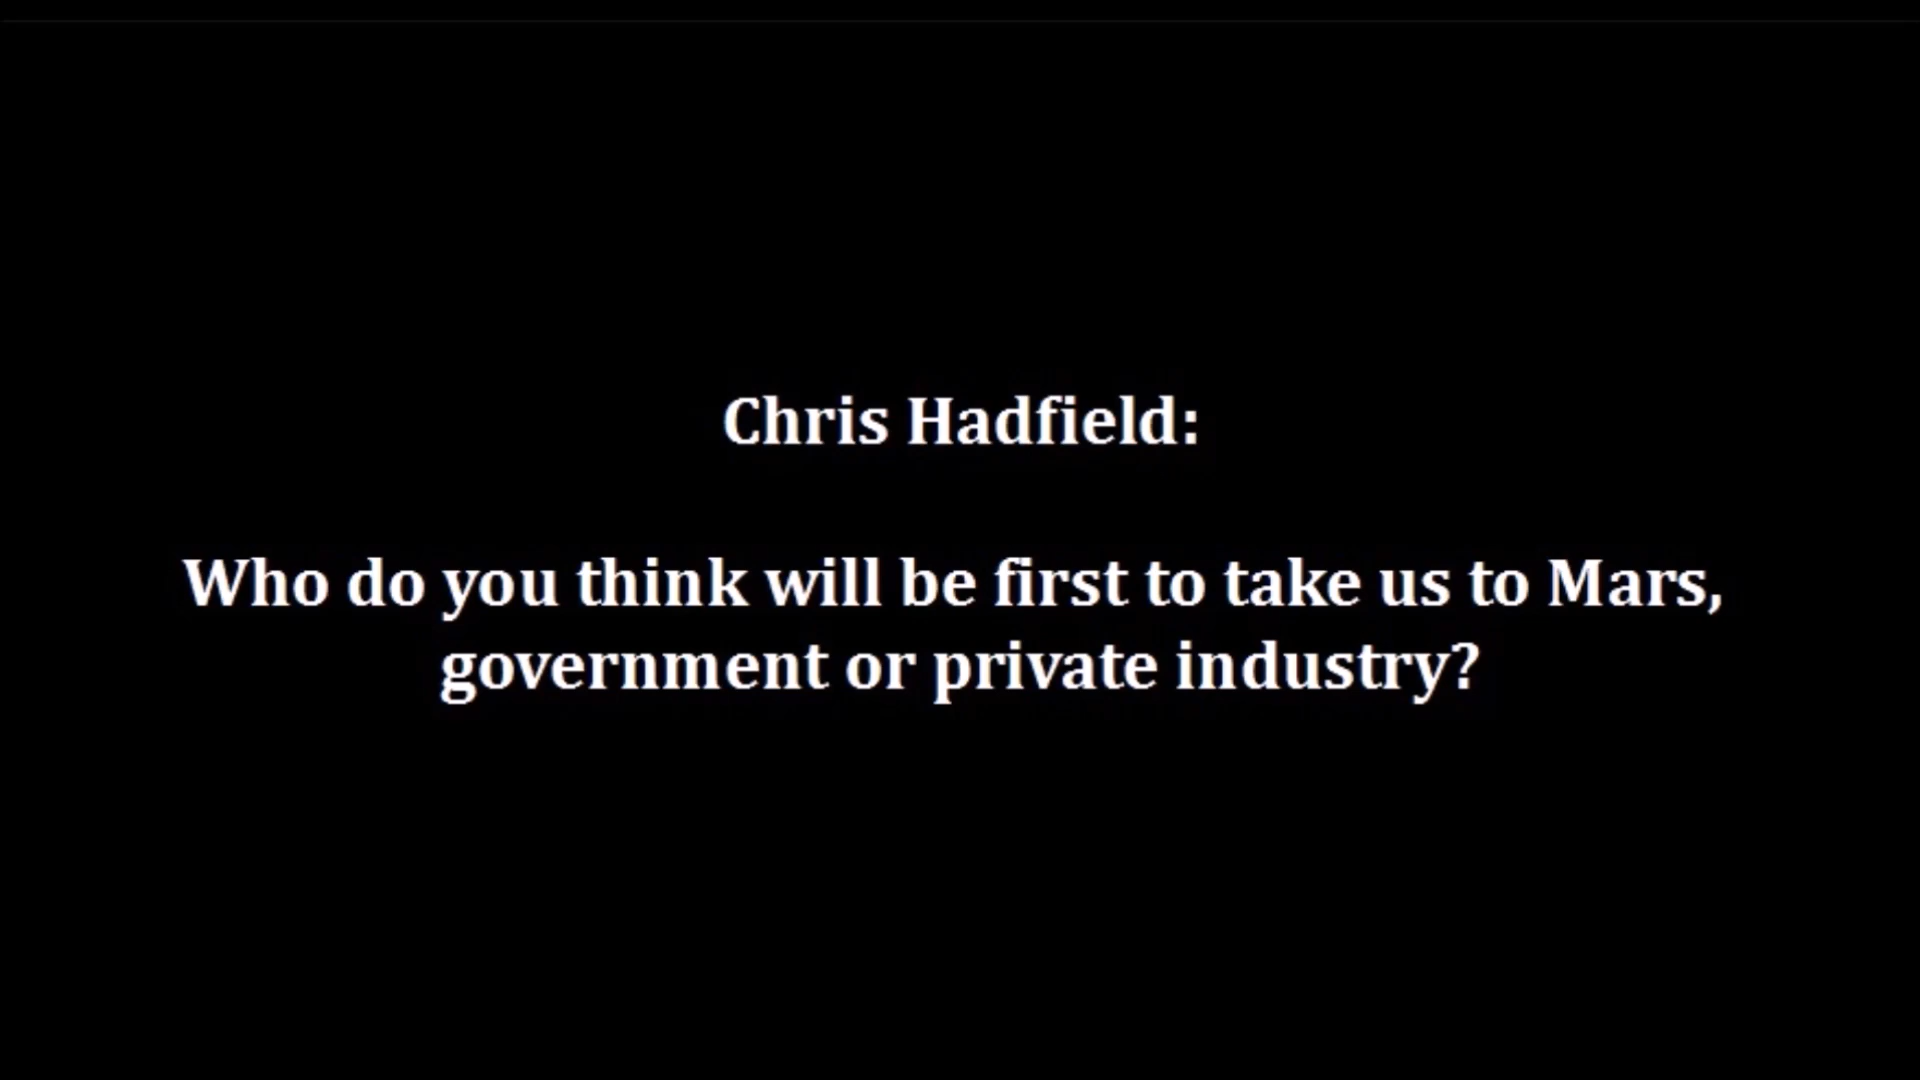 Chris Hadfield:
Who do you think will be first to take us to Mars,
government or private industry?